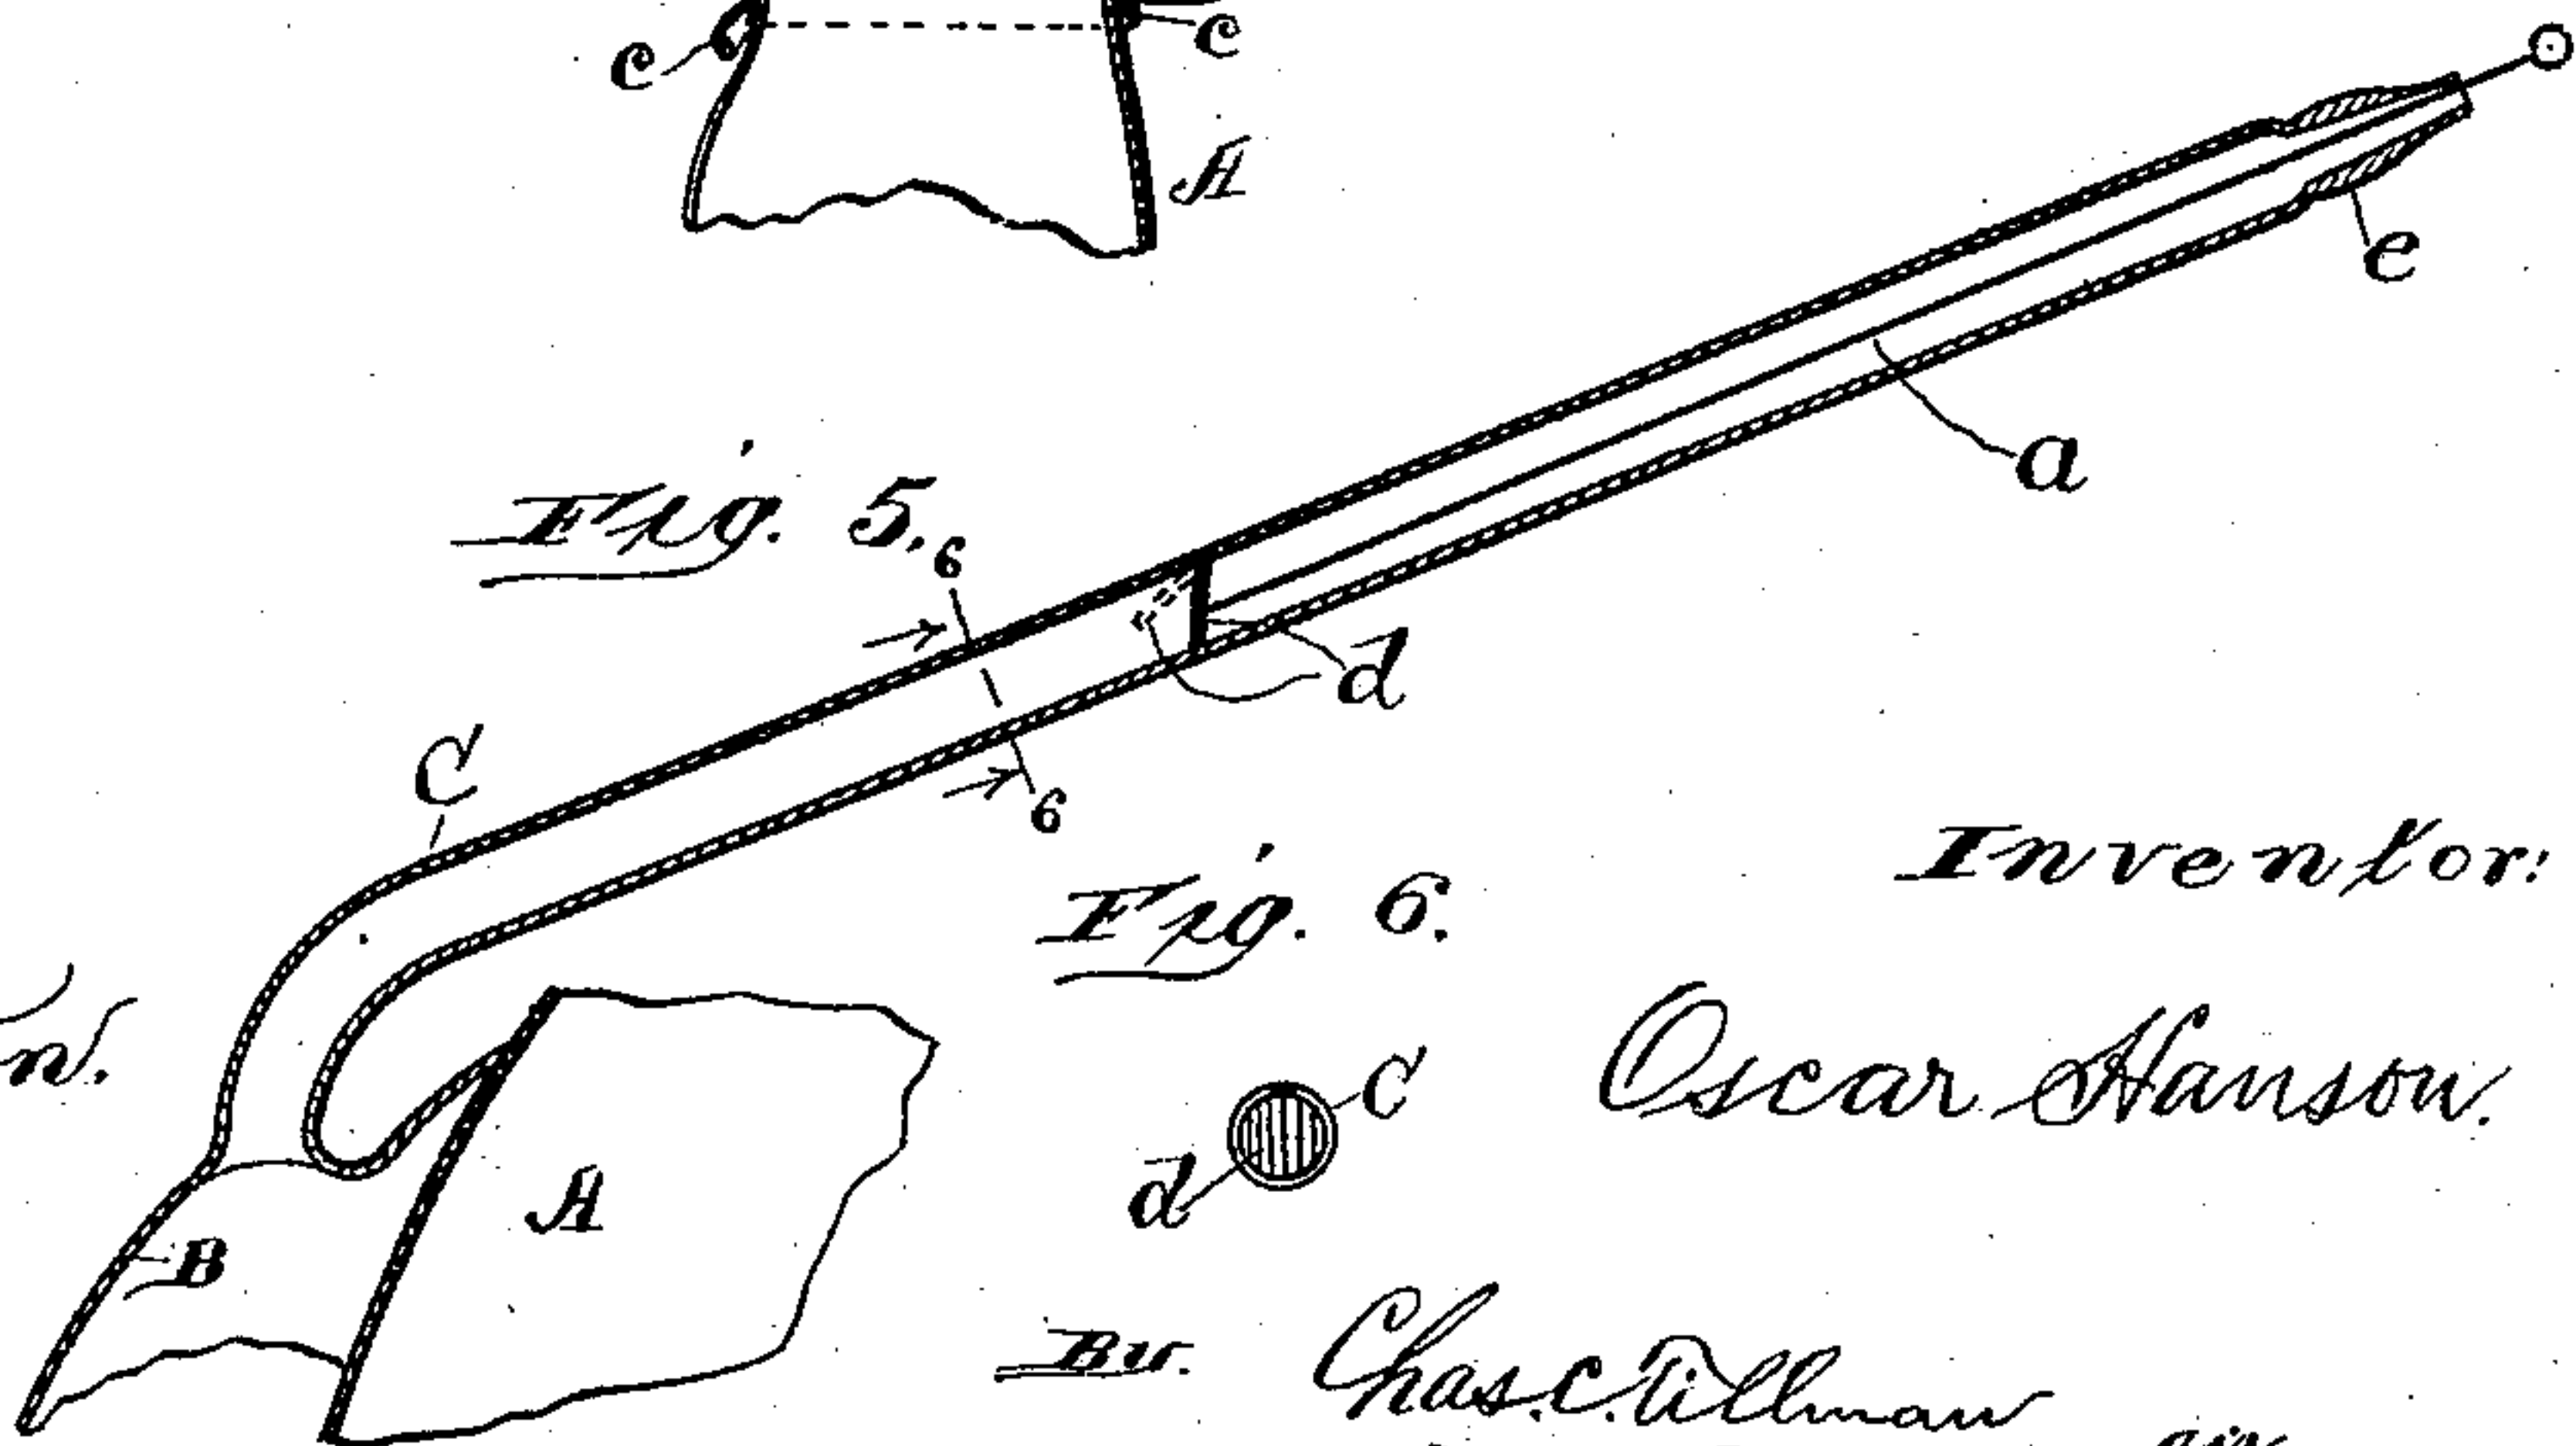 c
c
A
e
a
Fig. 5.
6
d
C
6
Inventor:
Fig. 6.
n.
Oscar Hanson.
C
d
A
B
By.
Chas. C. Tillman